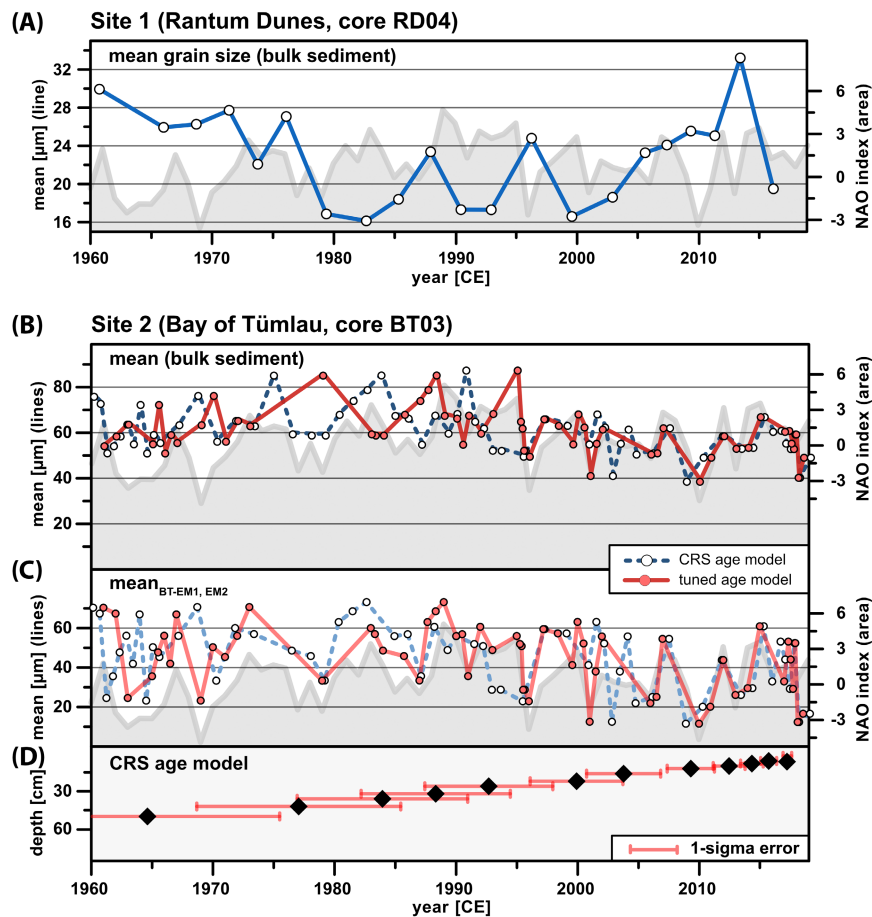 (A) Site 1 (Rantum Dunes, core RD04)
mean grain size (bulk sediment)
mean [µm] (line)
32
28
24
20
16
NAO index (area)
6
3
0
-3
1960 1970 1980 1990 2000 2010
year [CE]
(B) Site 2 (Bay of Tümlau, core BT03)
mean (bulk sediment)
mean [µm] (lines)
80
60
40
20
NAO index (area)
6
3
0
-3
CRS age model
tuned age model
(C)
mean BT-EM1, EM2
mean [µm] (lines)
60
40
20
NAO index (area)
6
3
0
-3
(D)
CRS age model
depth [cm]
30
60
1-sigma error
1960 1970 1980 1990 2000 2010
year [CE]